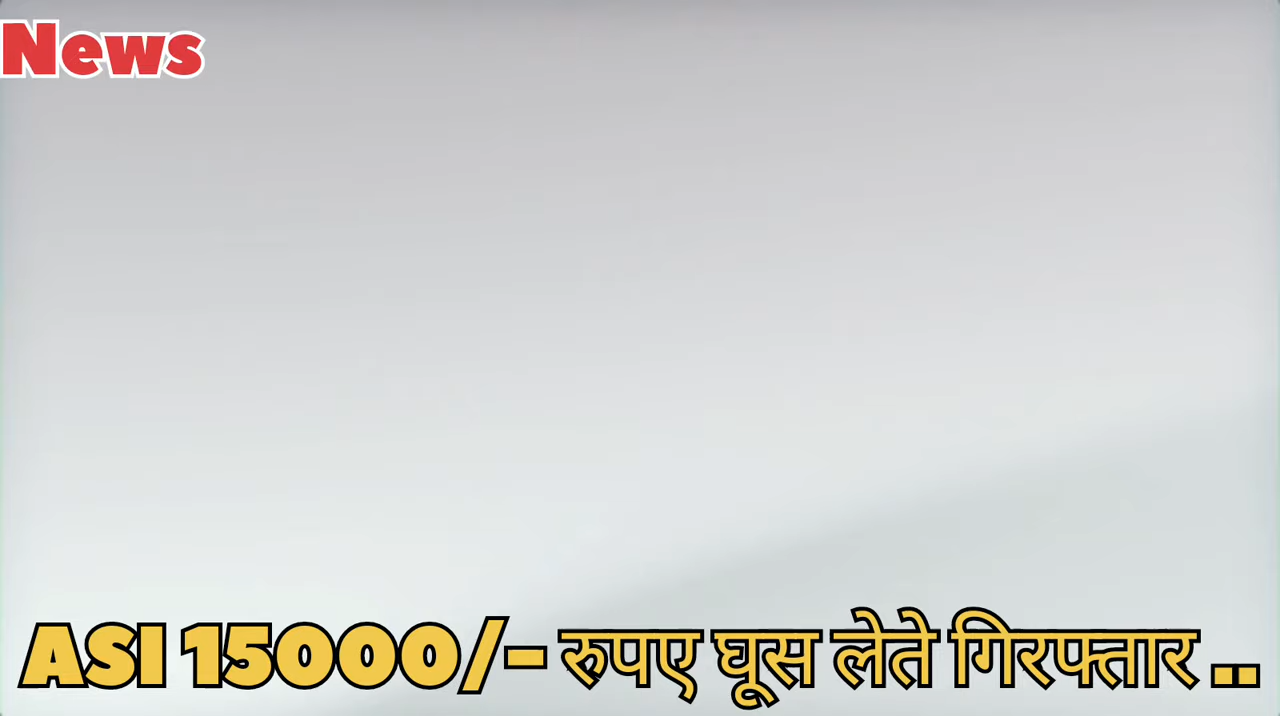 News
ASI 15000/- रुपए घूस लेते गिरफ्तार ..